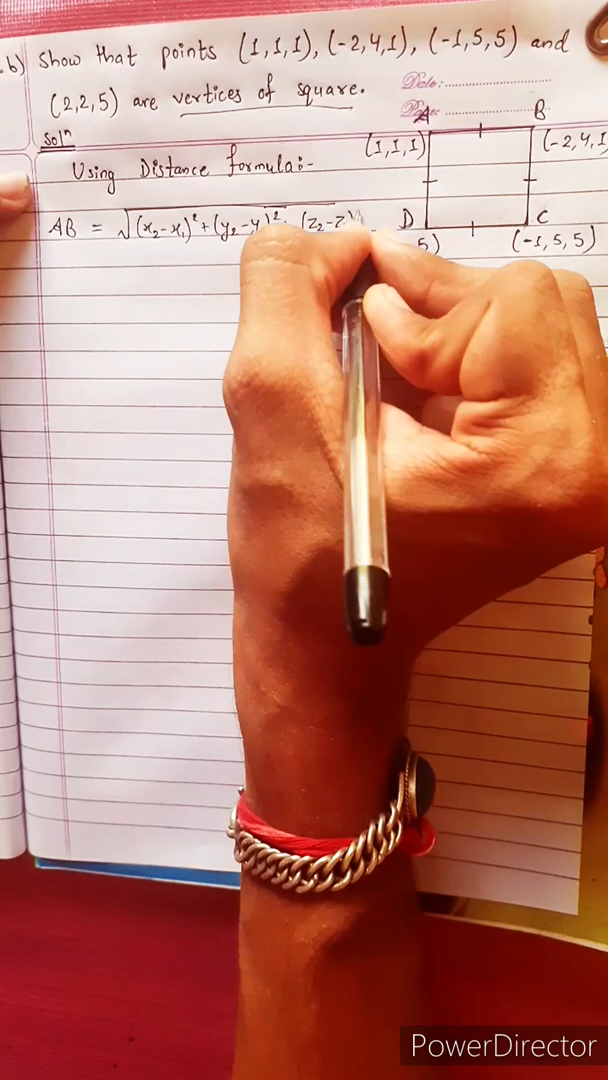 .b) Show that points (1,1,1), (-2,4,1), (-1,5,5) and
(2,2,5) are vertices of square.
Date:
Page:
Solⁿ
A B
(1,1,1) (-2,4,1
Using Distance formula:-
AB = √(x₂-x₁)²+(y₂-y )². (z₂-z
D C
5) (-1,5,5)
PowerDirector